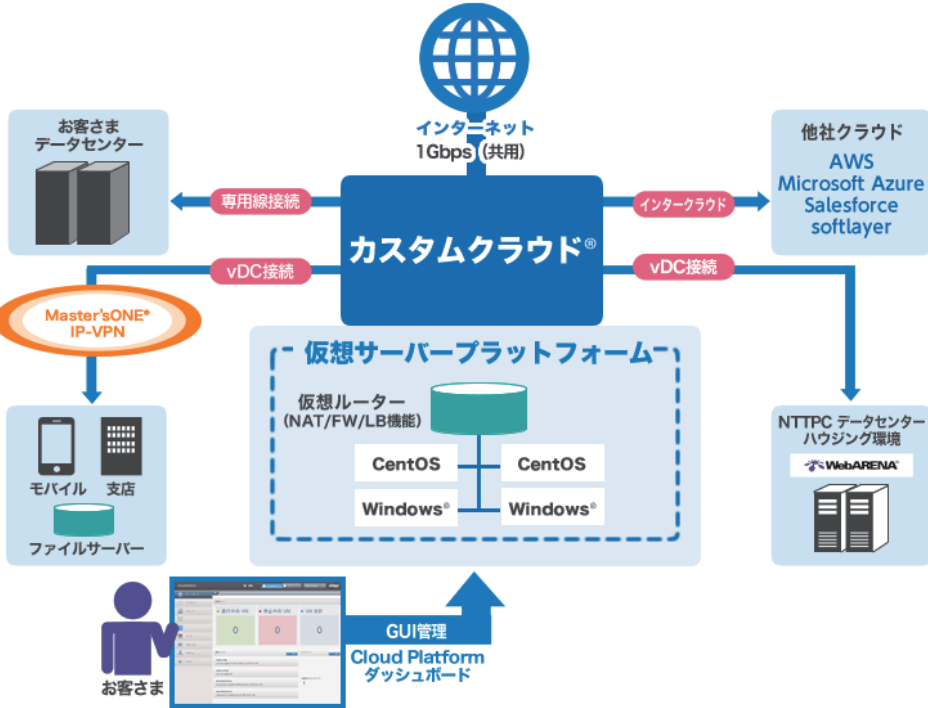 インターネット
1Gbps（共用）
お客さま
データセンター
専用線接続
カスタムクラウド®
インタークラウド
他社クラウド
AWS
Microsoft Azure
Salesforce
softlayer
vDC接続
vDC接続
Master'sONE®
IP-VPN
仮想サーバープラットフォーム
仮想ルーター
(NAT/FW/LB機能)
CentOS
CentOS
Windows®
Windows®
モバイル
支店
ファイルサーバー
NTTPC データセンター
ハウジング環境
WebARENA®
お客さま
0
0
0
GUI管理
Cloud Platform
ダッシュボード